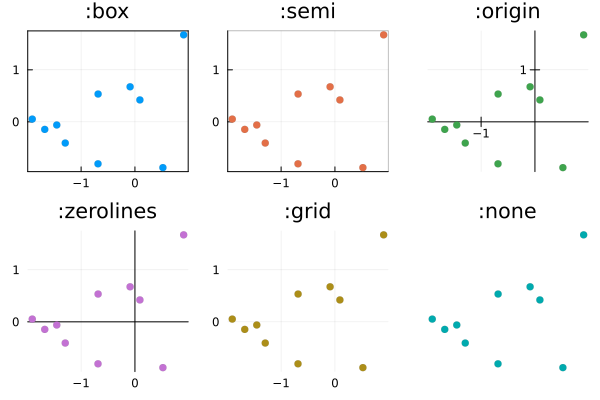 :box :semi :origin
1 1 1
0 0 −1
−1 0 −1 0
:zerolines :grid :none
1 1
0 0
−1 0 −1 0